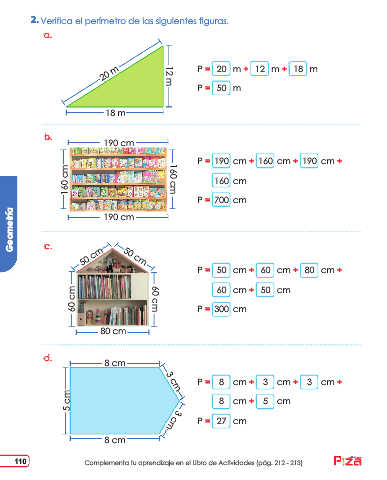 2. Verifica el perímetro de las siguientes figuras.
a.
20 m
12 m
18 m
P = 20 m + 12 m + 18 m
P = 50 m
b.
190 cm
160 cm
160 cm
190 cm
P = 190 cm + 160 cm + 190 cm +
160 cm
P = 700 cm
c.
50 cm
50 cm
60 cm
60 cm
80 cm
P = 50 cm + 60 cm + 80 cm +
60 cm + 50 cm
P = 300 cm
d.
8 cm
3 cm
5 cm
3 cm
8 cm
P = 8 cm + 3 cm + 3 cm +
8 cm + 5 cm
P = 27 cm
Geometría
110
Complementa tu aprendizaje en el Libro de Actividades (pág. 212 - 213)